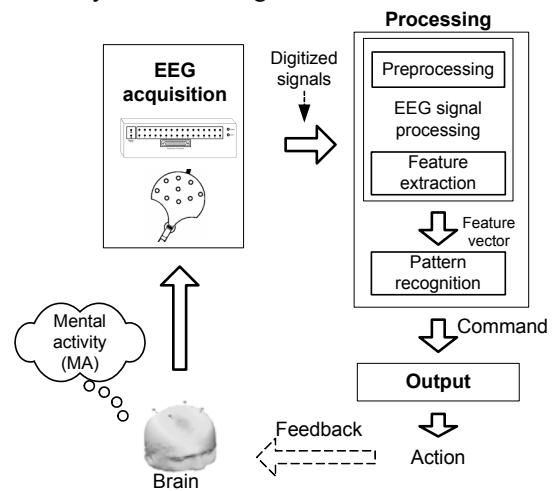 Processing
EEG
acquisition
Digitized
signals
Preprocessing
EEG signal
processing
Feature
extraction
Feature
vector
Pattern
recognition
Command
Mental
activity
(MA)
Output
Feedback
Action
Brain